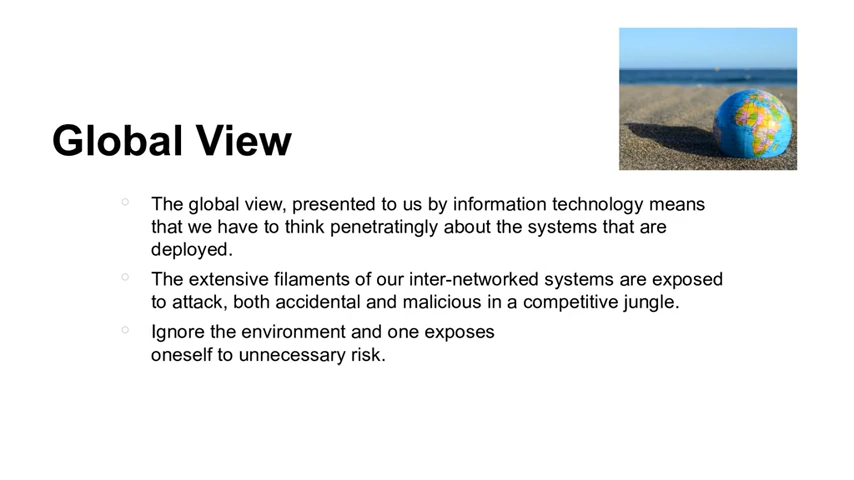 Global View
The global view, presented to us by information technology means
that we have to think penetratingly about the systems that are
deployed.
The extensive filaments of our inter-networked systems are exposed
to attack, both accidental and malicious in a competitive jungle.
Ignore the environment and one exposes
oneself to unnecessary risk.